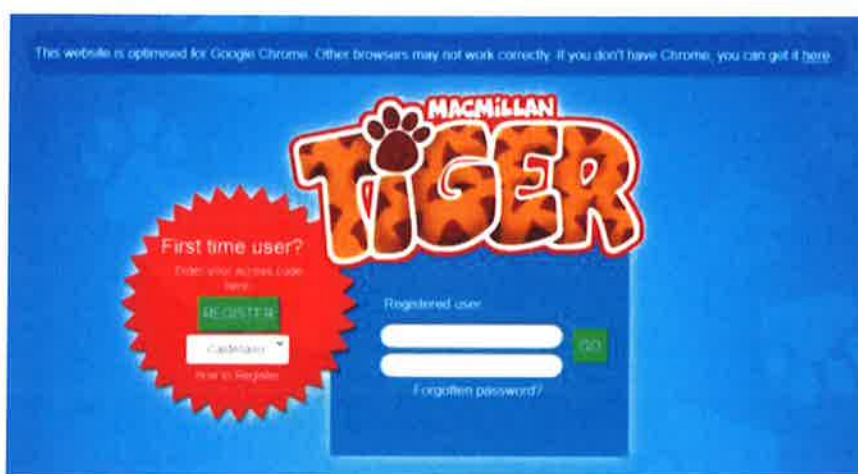 This website is optimised for Google Chrome. Other browsers may not work correctly. If you don't have Chrome, you can get it here.
MACMiLLAN
TiGER
First time user?
Enter your access code
here:
REGISTER
Castellano
How to Register
Registered user
GO
Forgotten password?